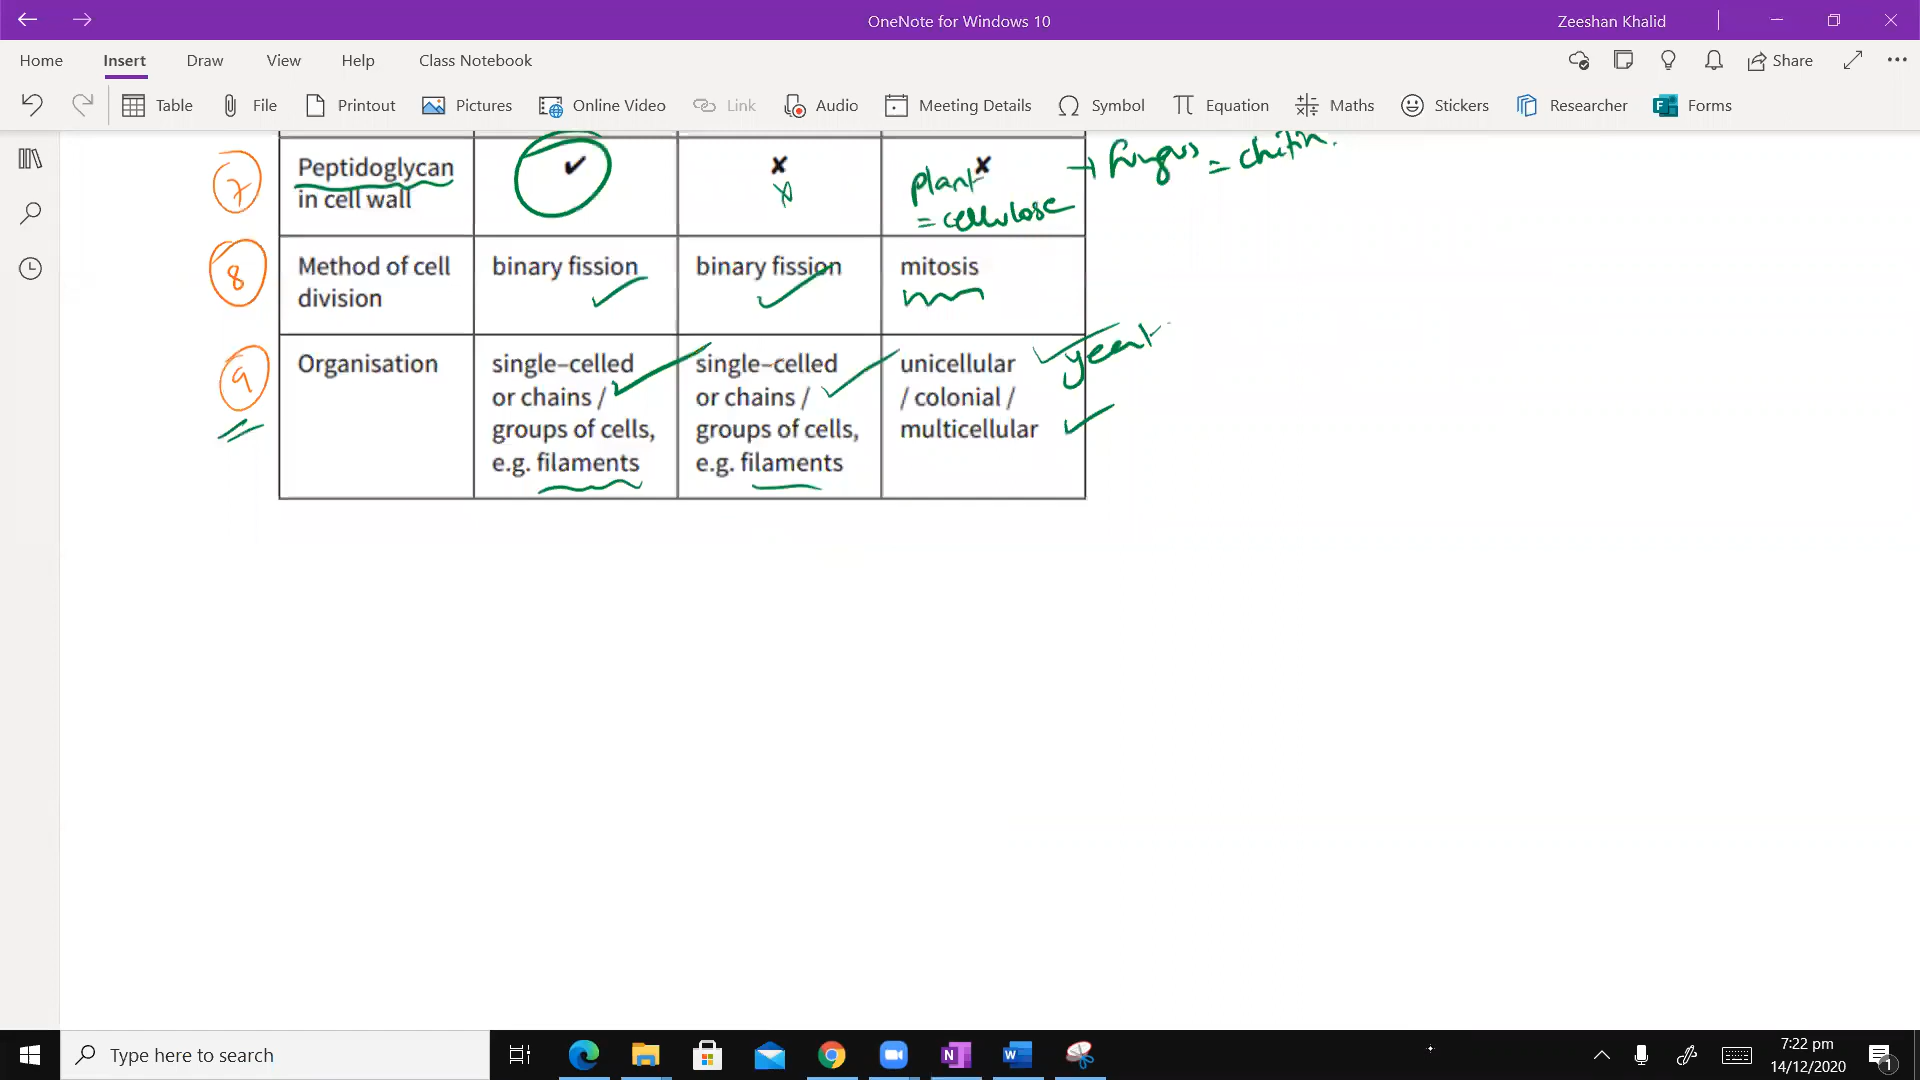 OneNote for Windows 10
Zeeshan Khalid
Home Insert Draw View Help Class Notebook
Share
Table File Printout Pictures Online Video Link Audio Meeting Details Symbol Equation Maths Stickers Researcher Forms
7 Peptidoglycan ✔ ✘ ✘ → fungus = chitin.
in cell wall x plant
= cellulose
8 Method of cell binary fission binary fission mitosis
division
9 Organisation single–celled single–celled unicellular yeast
or chains / or chains / / colonial /
groups of cells, groups of cells, multicellular
e.g. filaments e.g. filaments
Type here to search
7:22 pm
14/12/2020
1